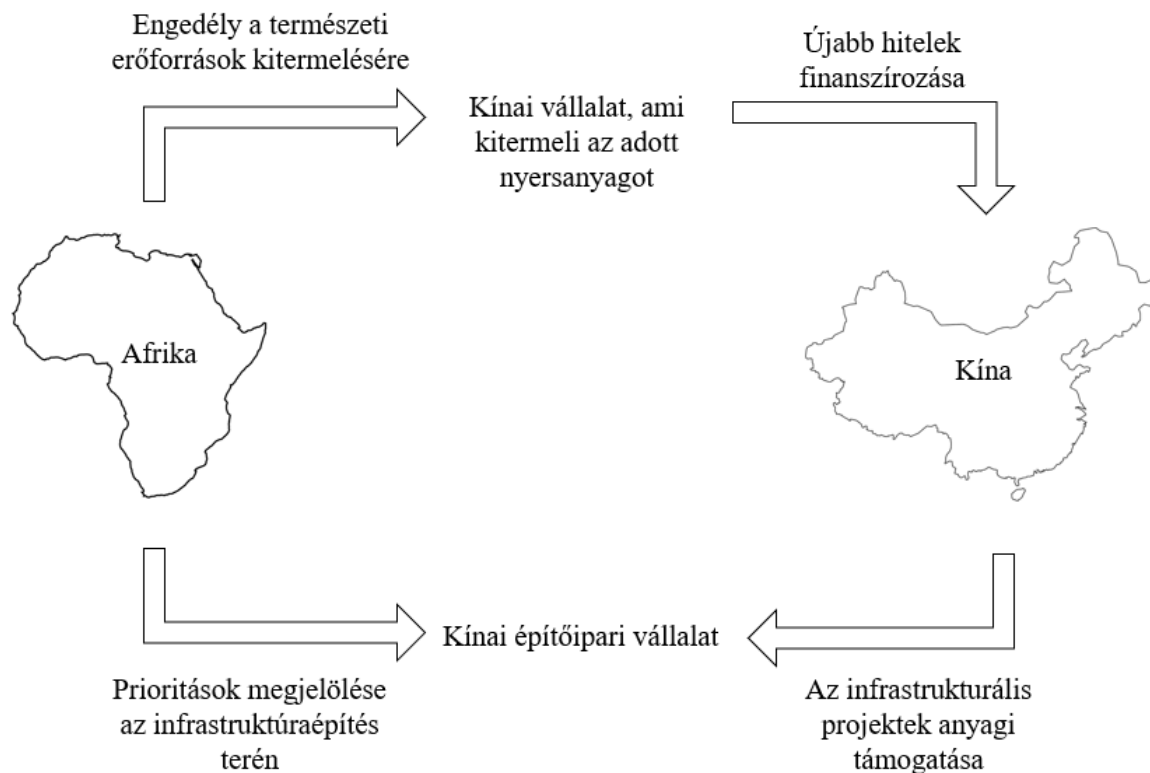 Engedély a természeti
erőforrások kitermelésére
Kínai vállalat, ami
kitermeli az adott
nyersanyagot
Újabb hitelek
finanszírozása
Afrika
Kína
Kínai építőipari vállalat
Prioritások megjelölése
az infrastruktúraépítés
terén
Az infrastrukturális
projektek anyagi
támogatása